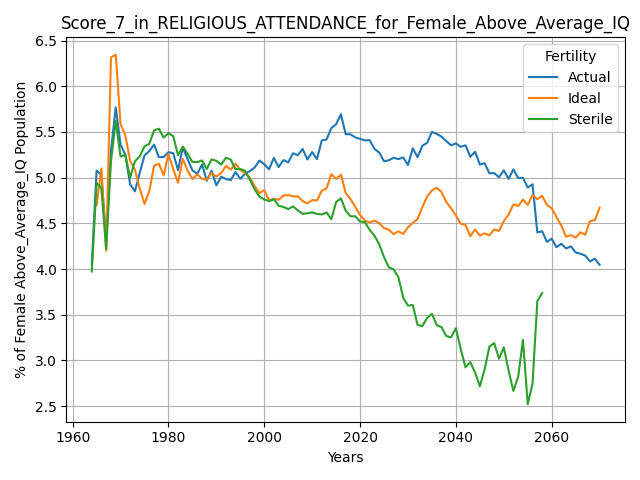 Score_7_in_RELIGIOUS_ATTENDANCE_for_Female_Above_Average_IQ
% of Female Above_Average_IQ Population
6.5
6.0
5.5
5.0
4.5
4.0
3.5
3.0
2.5
Fertility
Actual
Ideal
Sterile
1960
1980
2000
2020
2040
2060
Years